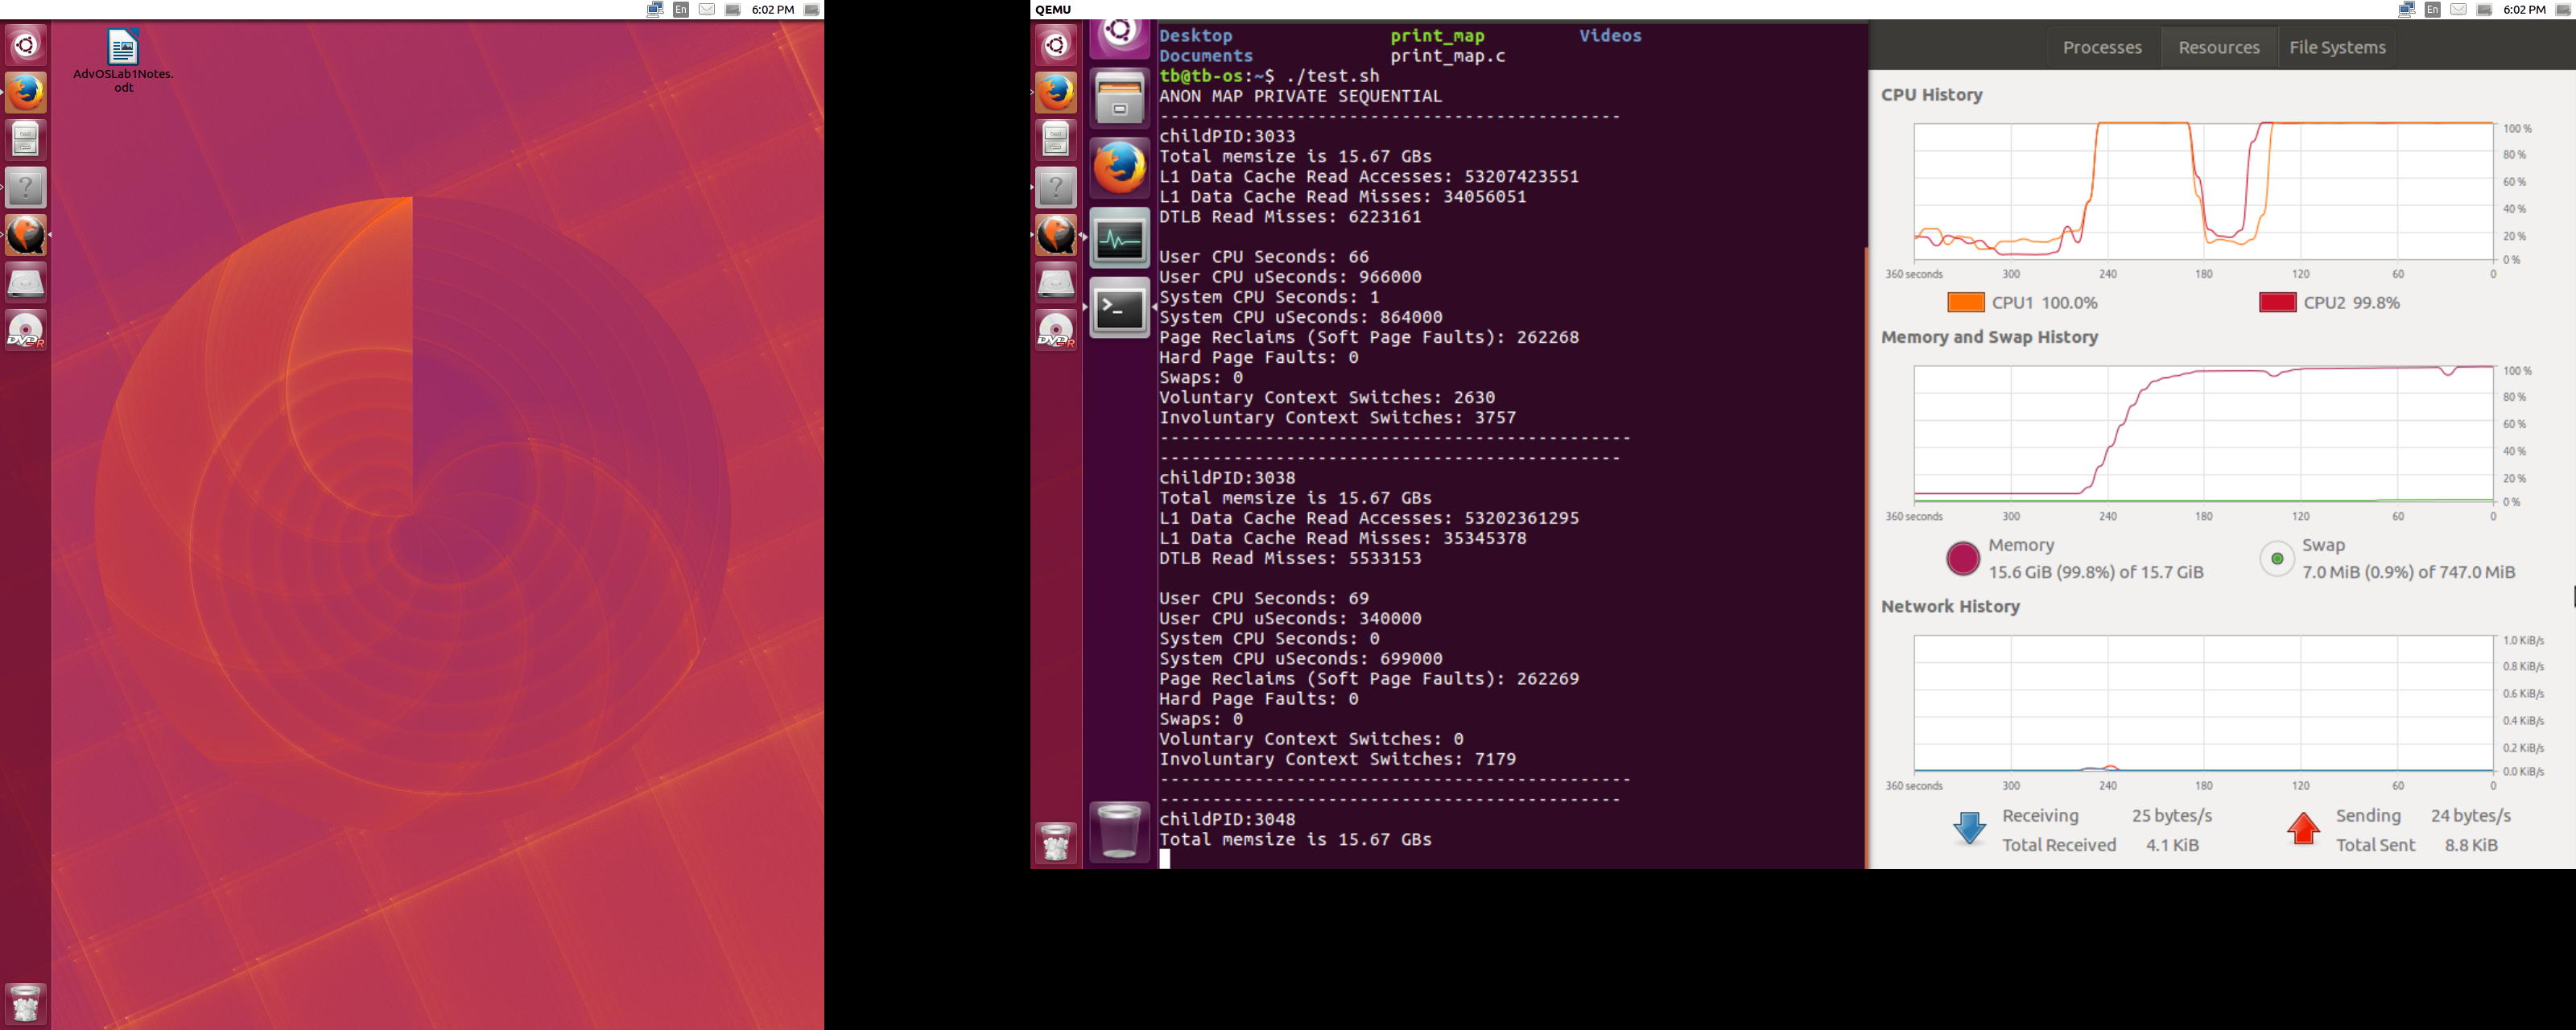 En
6:02 PM
AdvOSLab1Notes.
odt
QEMU
En
6:02 PM
Desktop print_map Videos
Documents print_map.c
tb@tb-os:~$ ./test.sh
ANON MAP PRIVATE SEQUENTIAL
--------------------------------------------
childPID:3033
Total memsize is 15.67 GBs
L1 Data Cache Read Accesses: 53207423551
L1 Data Cache Read Misses: 34056051
DTLB Read Misses: 6223161
User CPU Seconds: 66
User CPU uSeconds: 966000
System CPU Seconds: 1
System CPU uSeconds: 864000
Page Reclaims (Soft Page Faults): 262268
Hard Page Faults: 0
Swaps: 0
Voluntary Context Switches: 2630
Involuntary Context Switches: 3757
---------------------------------------------
--------------------------------------------
childPID:3038
Total memsize is 15.67 GBs
L1 Data Cache Read Accesses: 53202361295
L1 Data Cache Read Misses: 35345378
DTLB Read Misses: 5533153
User CPU Seconds: 69
User CPU uSeconds: 340000
System CPU Seconds: 0
System CPU uSeconds: 699000
Page Reclaims (Soft Page Faults): 262269
Hard Page Faults: 0
Swaps: 0
Voluntary Context Switches: 0
Involuntary Context Switches: 7179
---------------------------------------------
--------------------------------------------
childPID:3048
Total memsize is 15.67 GBs
Processes Resources File Systems
CPU History
100 %
80 %
60 %
40 %
20 %
0 %
360 seconds 300 240 180 120 60 0
CPU1 100.0% CPU2 99.8%
Memory and Swap History
100 %
80 %
60 %
40 %
20 %
0 %
360 seconds 300 240 180 120 60 0
Memory
15.6 GiB (99.8%) of 15.7 GiB
Swap
7.0 MiB (0.9%) of 747.0 MiB
Network History
1.0 KiB/s
0.8 KiB/s
0.6 KiB/s
0.4 KiB/s
0.2 KiB/s
0.0 KiB/s
360 seconds 300 240 180 120 60 0
Receiving 25 bytes/s
Total Received 4.1 KiB
Sending 24 bytes/s
Total Sent 8.8 KiB
DVD R
DVD R